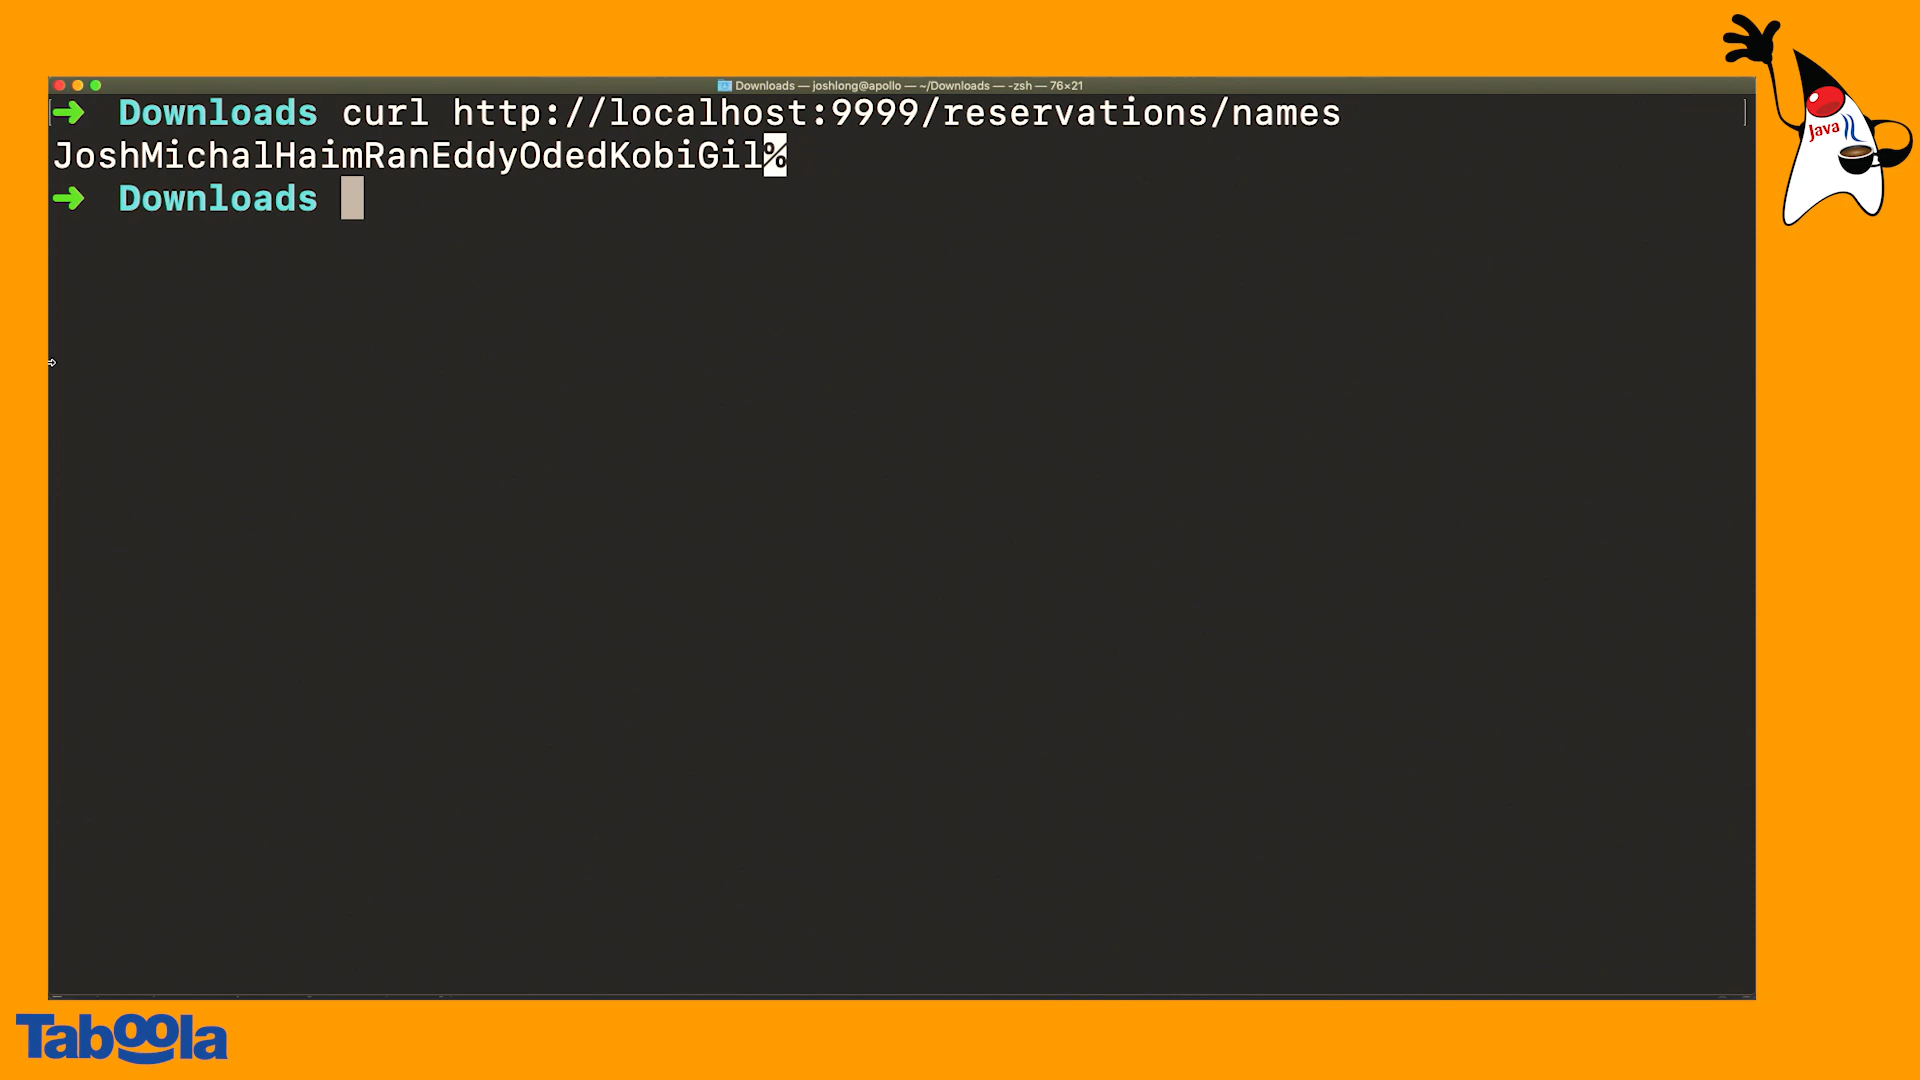 Downloads — joshlong@apollo — ~/Downloads — -zsh — 76×21
➜ Downloads curl http://localhost:9999/reservations/names
JoshMichalHaimRanEddyOdedKobiGil%
➜ Downloads
Java
Taboola